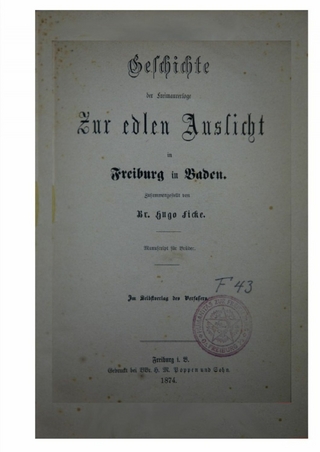 Geschichte
der Freimaurerloge
Zur edlen Aussicht
in
Freiburg in Baden.
Zusammengestellt von
Br. Hugo Ficke.
Manuscript für Brüder.
Im Selbstverlag des Verfassers.
F 43
Freiburg i. B.
Gedruckt bei Wilh. H. M. Poppen und Sohn.
1874.